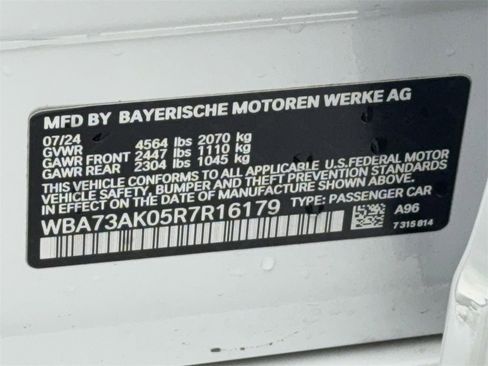 MFD BY BAYERISCHE MOTOREN WERKE AG
07/24
GVWR 4564 lbs 2070 kg
GAWR FRONT 2447 lbs 1110 kg
GAWR REAR 2304 lbs 1045 kg
THIS VEHICLE CONFORMS TO ALL APPLICABLE U.S.FEDERAL MOTOR
VEHICLE SAFETY, BUMPER, AND THEFT PREVENTION STANDARDS
IN EFFECT ON THE DATE OF MANUFACTURE SHOWN ABOVE.
WBA73AK05R7R16179 TYPE: PASSENGER CAR
A96
7 315 814